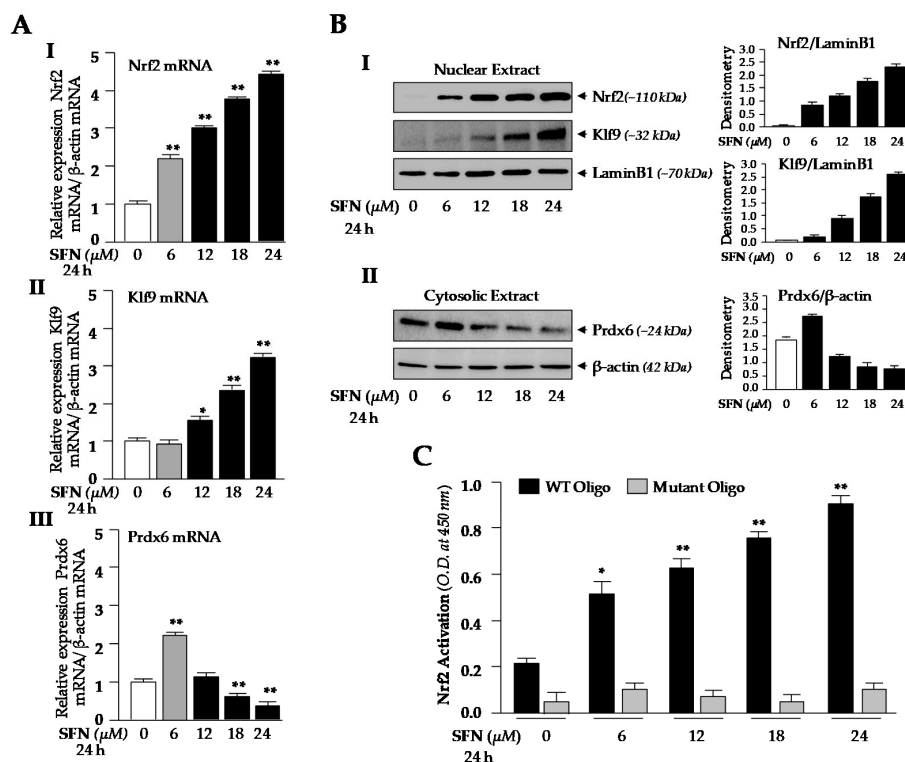 A
I
Nrf2 mRNA
Relative expression Nrf2
mRNA/ β-actin mRNA
5
4
3
2
1
0
** ** ** **
SFN (μM) 0 6 12 18 24
24 h
II
Klf9 mRNA
Relative expression Klf9
mRNA/ β-actin mRNA
5
4
3
2
1
0
* ** **
SFN (μM) 0 6 12 18 24
24 h
III
Prdx6 mRNA
Relative expression Prdx6
mRNA/ β-actin mRNA
5
4
3
2
1
0
** ** **
SFN (μM) 0 6 12 18 24
24 h
B
I
Nuclear Extract
Nrf2 (~110 kDa)
Klf9 (~32 kDa)
LaminB1 (~70 kDa)
SFN (μM) 0 6 12 18 24
24 h
Nrf2/LaminB1
Densitometry
3.0
2.5
2.0
1.5
1.0
0.5
0.0
SFN (μM) 0 6 12 18 24
Klf9/LaminB1
Densitometry
3.0
2.5
2.0
1.5
1.0
0.5
0.0
SFN (μM) 0 6 12 18 24
II
Cytosolic Extract
Prdx6 (~24 kDa)
β-actin (42 kDa)
SFN (μM) 0 6 12 18 24
24 h
Prdx6/β-actin
Densitometry
3.5
3.0
2.5
2.0
1.5
1.0
0.5
0.0
SFN (μM) 0 6 12 18 24
C
WT Oligo Mutant Oligo
Nrf2 Activation (O.D. at 450 nm)
1.0
0.8
0.6
0.4
0.2
0.0
* ** ** **
SFN (μM) 0 6 12 18 24
24 h